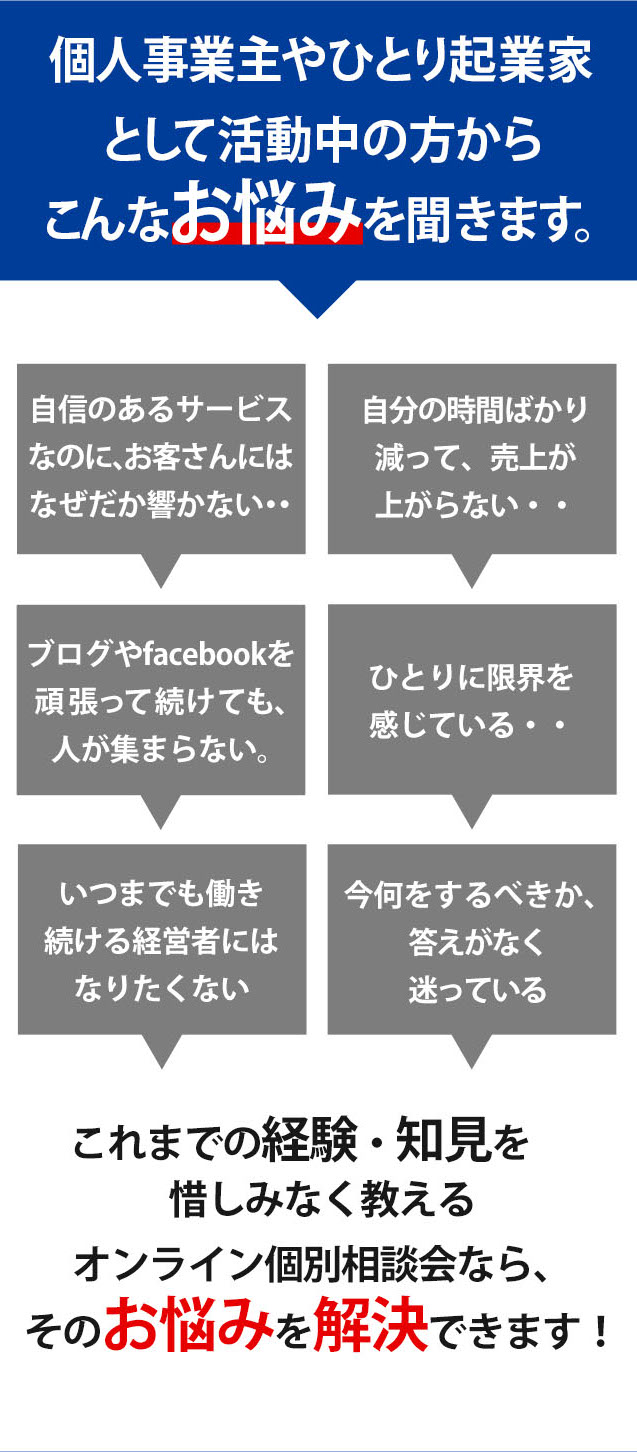 個人事業主やひとり起業家
として活動中の方から
こんなお悩みを聞きます。
自信のあるサービス
なのに､お客さんには
なぜだか響かない･･
自分の時間ばかり
減って、売上が
上がらない・・
ブログやfacebookを
頑張って続けても、
人が集まらない。
ひとりに限界を
感じている・・
いつまでも働き
続ける経営者には
なりたくない
今何をするべきか、
答えがなく
迷っている
これまでの経験・知見を
惜しみなく教える
オンライン個別相談会なら、
そのお悩みを解決できます！